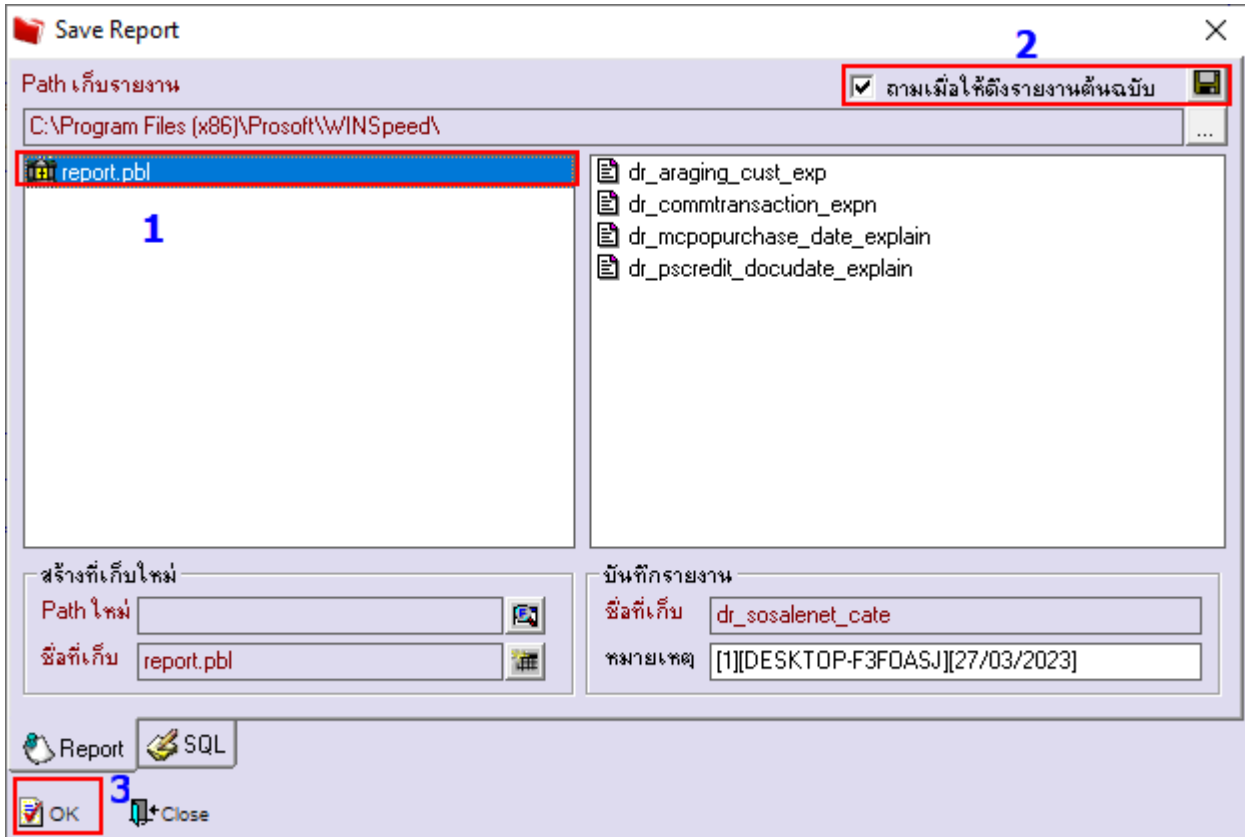 Save Report
2
Path เก็บรายงาน
ถามเมื่อให้ดึงรายงานต้นฉบับ
C:\Program Files (x86)\Prosoft\WINSpeed\
...
report.pbl
1
dr_araging_cust_exp
dr_commtransaction_expn
dr_mcpopurchase_date_explain
dr_pscredit_docudate_explain
สร้างที่เก็บใหม่
Path ใหม่
ชื่อที่เก็บ report.pbl
บันทึกรายงาน
ชื่อที่เก็บ dr_sosalenet_cate
หมายเหตุ [1][DESKTOP-F3FOASJ][27/03/2023]
Report SQL
3
OK Close